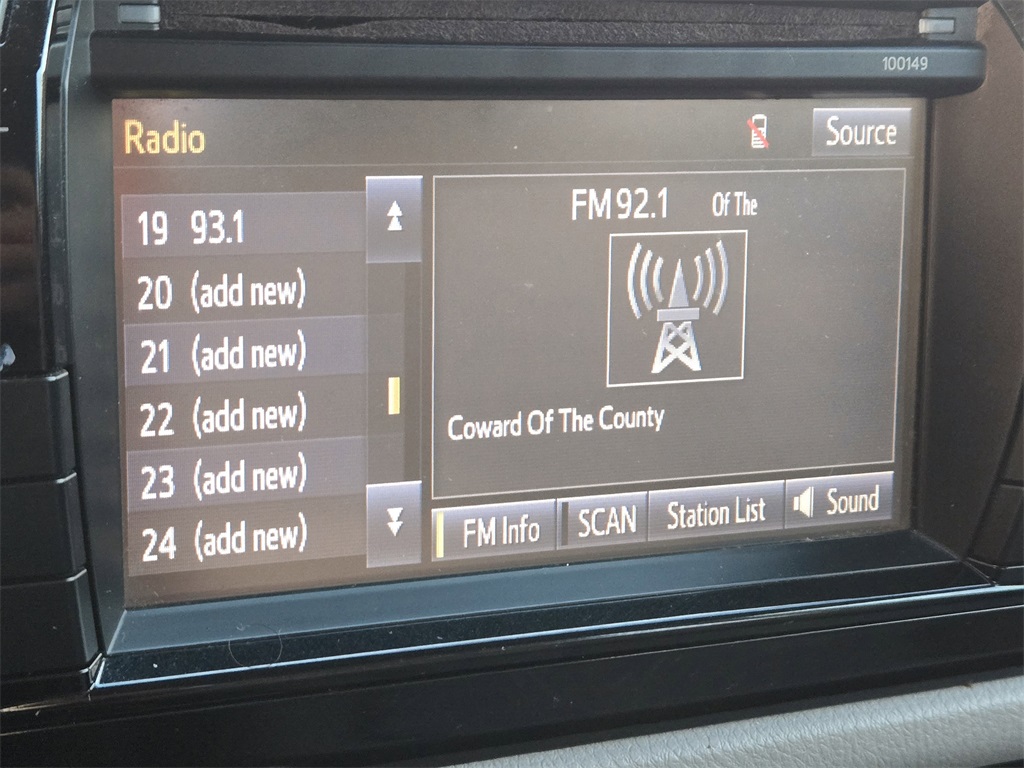 100149
Radio
Source
19 93.1
20 (add new)
21 (add new)
22 (add new)
23 (add new)
24 (add new)
FM 92.1 Of The
Coward Of The County
FM Info
SCAN
Station List
Sound